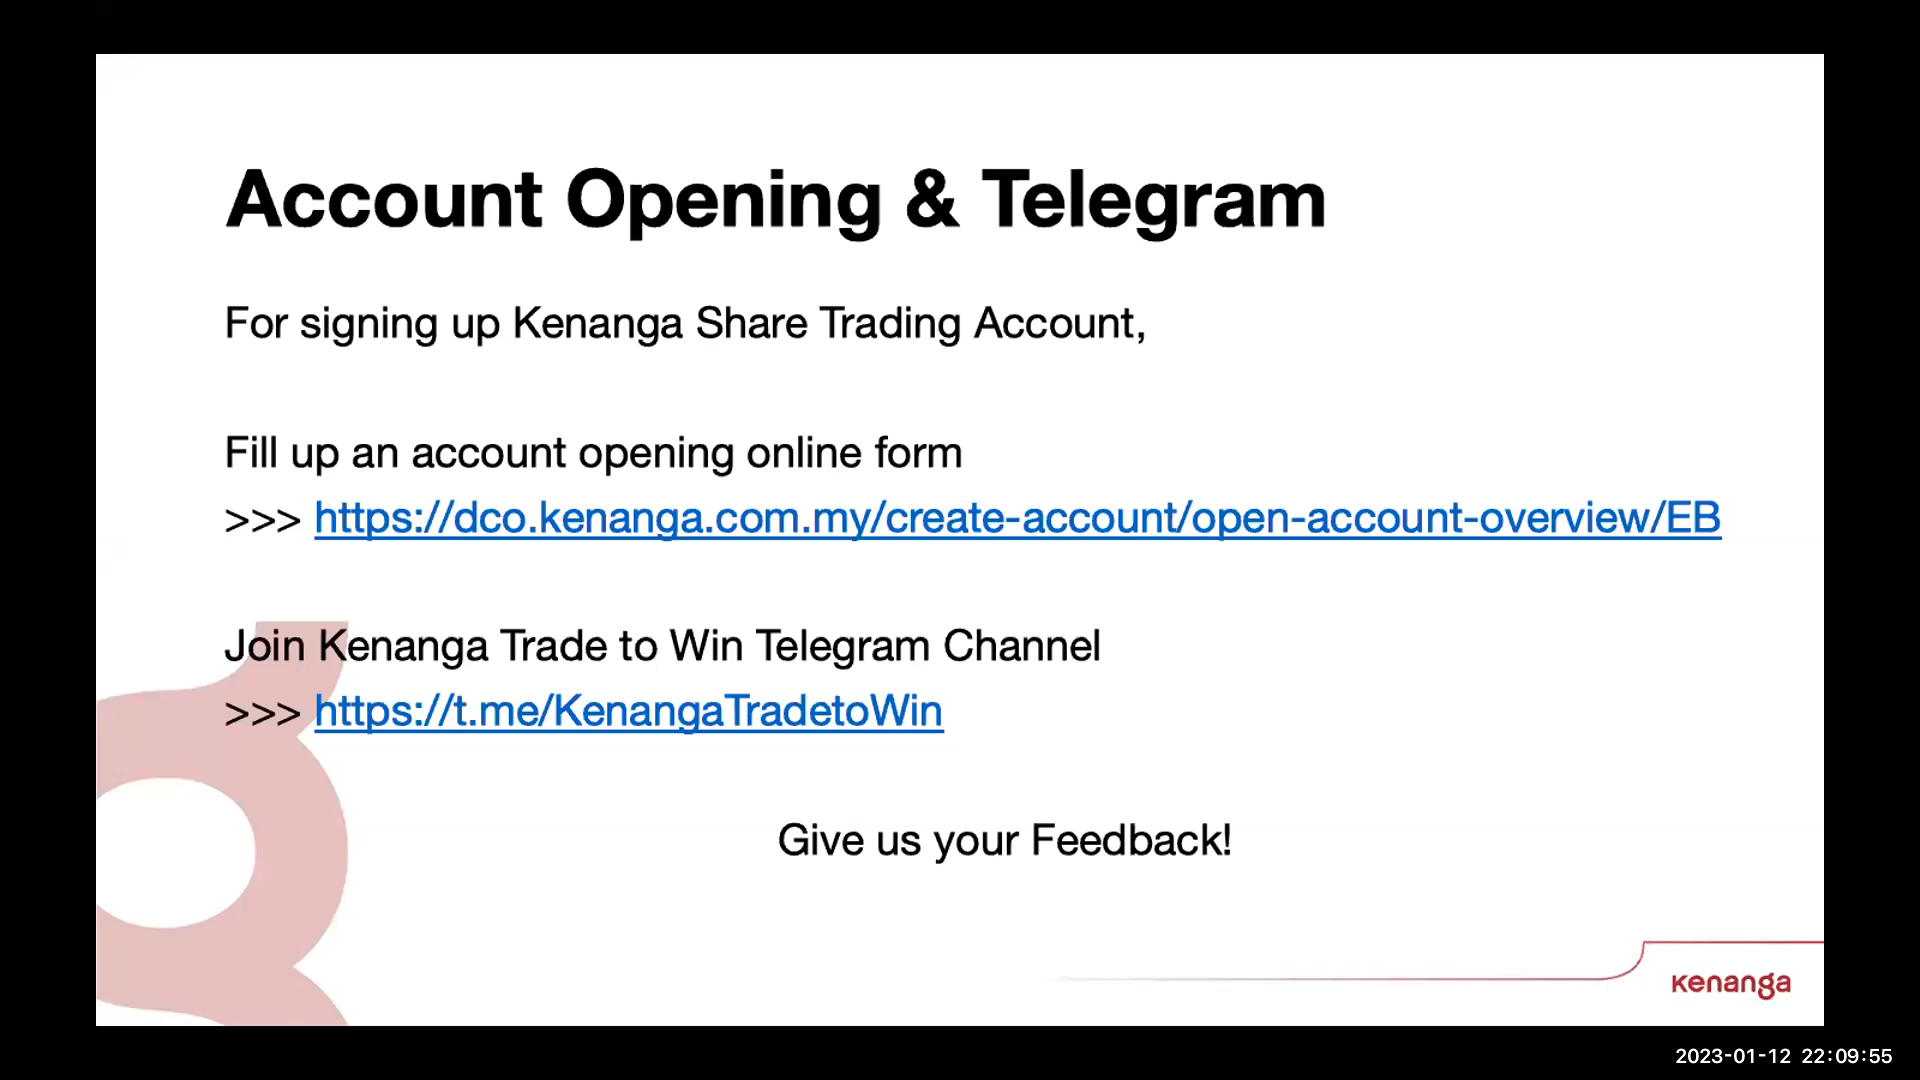 Account Opening & Telegram
For signing up Kenanga Share Trading Account,
Fill up an account opening online form
>>> https://dco.kenanga.com.my/create-account/open-account-overview/EB
Join Kenanga Trade to Win Telegram Channel
>>> https://t.me/KenangaTradetoWin
Give us your Feedback!
kenanga
2023-01-12 22:09:55